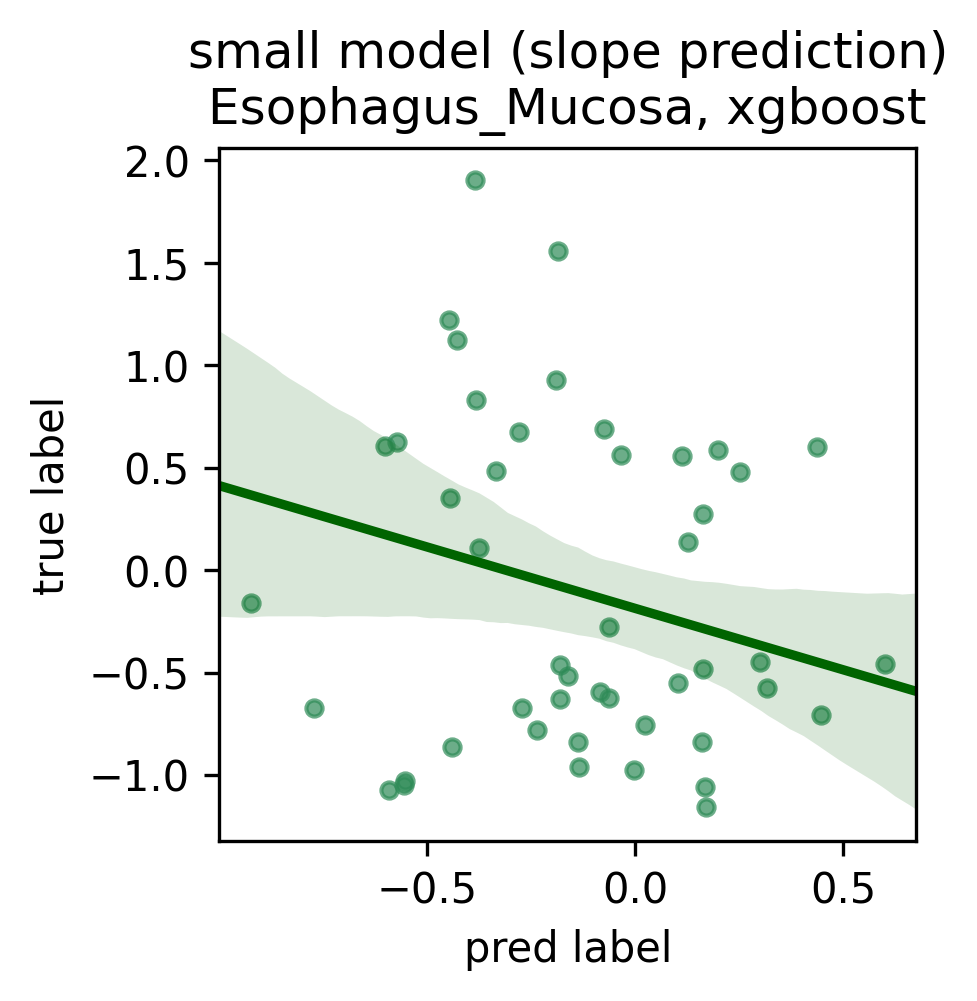 small model (slope prediction)
Esophagus_Mucosa, xgboost
2.0
1.5
1.0
0.5
0.0
−0.5
−1.0
true label
−0.5
0.0
0.5
pred label